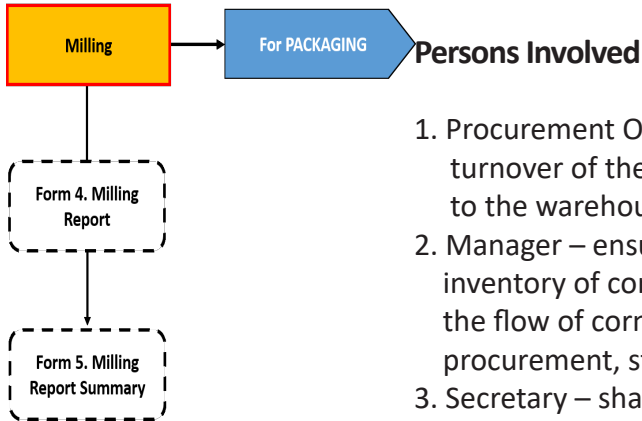 Milling
For PACKAGING
Form 4. Milling
Report
Form 5. Milling
Report Summary
Persons Involved
1. Procurement O
turnover of the
to the warehou
2. Manager – ensu
inventory of cor
the flow of corn
procurement, st
3. Secretary – sha